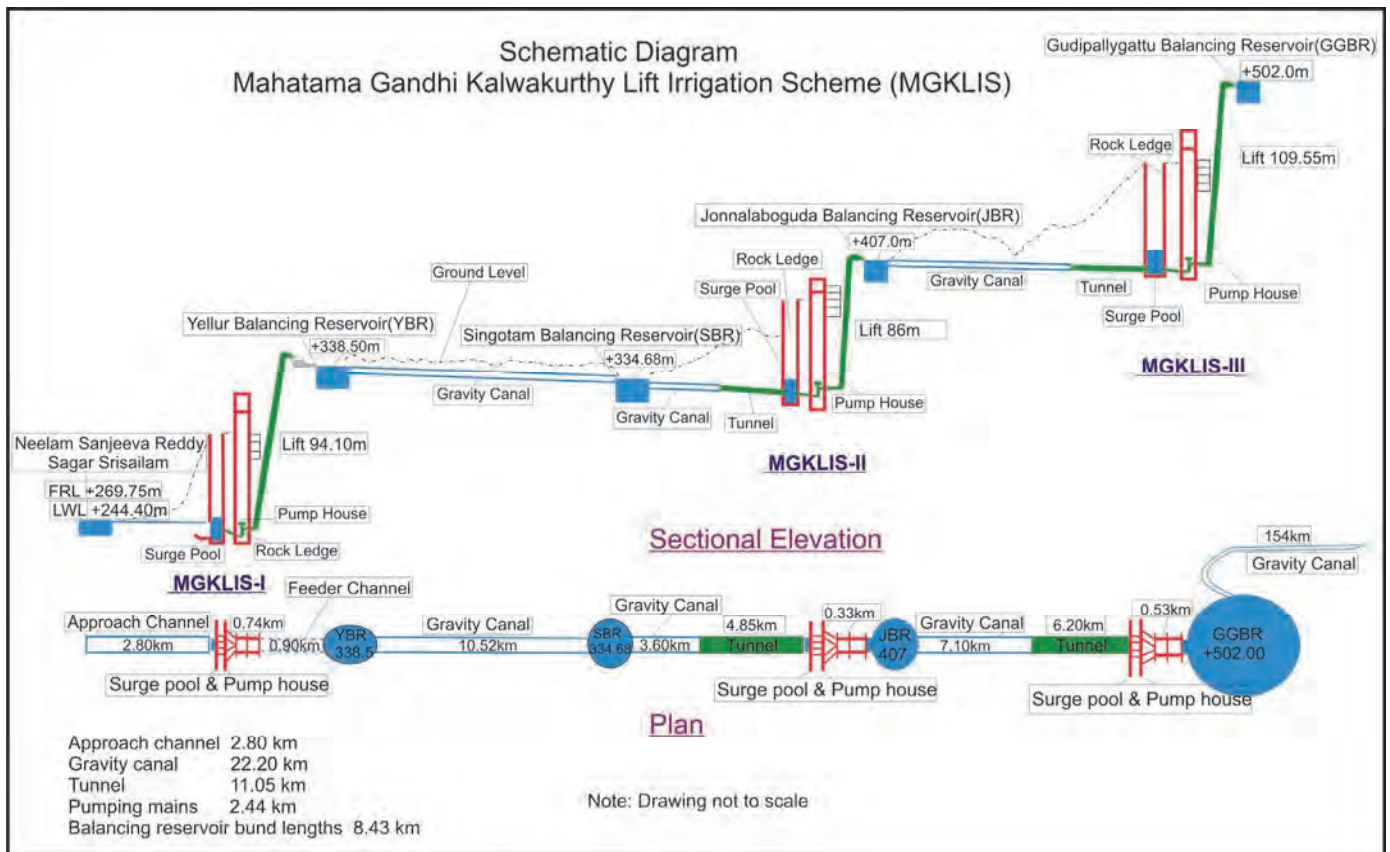 Schematic Diagram
Mahatama Gandhi Kalwakurthy Lift Irrigation Scheme (MGKLIS)
Gudipallygattu Balancing Reservoir(GGBR)
+502.0m
Rock Ledge
Lift 109.55m
Jonnalaboguda Balancing Reservoir(JBR)
+407.0m
Ground Level
Rock Ledge
Gravity Canal
Tunnel
Pump House
Surge Pool
Surge Pool
Yellur Balancing Reservoir(YBR)
+338.50m
Singotam Balancing Reservoir(SBR)
+334.68m
Lift 86m
MGKLIS-III
Gravity Canal
Gravity Canal
Tunnel
Pump House
MGKLIS-II
Neelam Sanjeeva Reddy
Sagar Srisailam
Lift 94.10m
FRL +269.75m
LWL +244.40m
Pump House
Surge Pool
Rock Ledge
MGKLIS-I
Sectional Elevation
154km
Gravity Canal
Feeder Channel
Approach Channel
2.80km
0.74km
0.90km
YBR
338.5
Gravity Canal
10.52km
SBR
334.68
Gravity Canal
3.60km
4.85km
Tunnel
0.33km
JBR
407
Gravity Canal
7.10km
6.20km
Tunnel
0.53km
GGBR
+502.00
Surge pool & Pump house
Surge pool & Pump house
Surge pool & Pump house
Plan
Approach channel 2.80 km
Gravity canal 22.20 km
Tunnel 11.05 km
Pumping mains 2.44 km
Balancing reservoir bund lengths 8.43 km
Note: Drawing not to scale